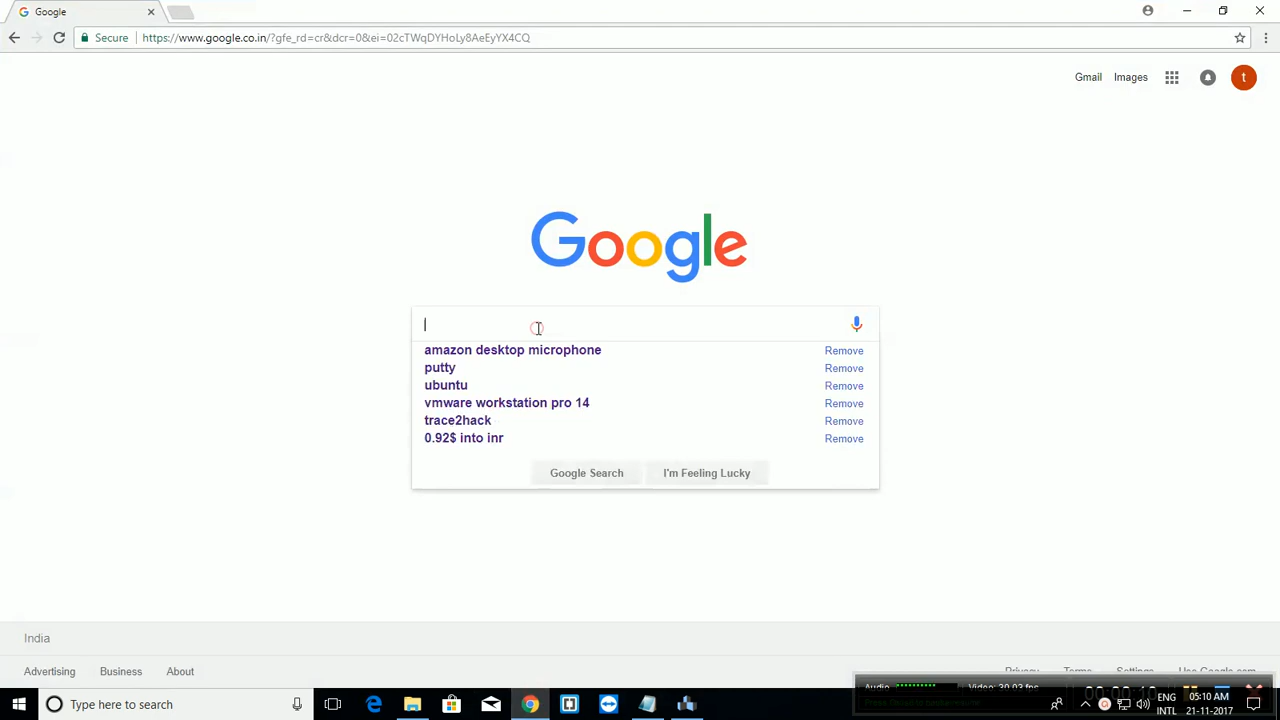 Google
Secure https://www.google.co.in/?gfe_rd=cr&dcr=0&ei=02cTWqDYHoLy8AeEyYX4CQ
Gmail Images t
Google
amazon desktop microphone Remove
putty Remove
ubuntu Remove
vmware workstation pro 14 Remove
trace2hack Remove
0.92$ into inr Remove
Google Search I'm Feeling Lucky
India
Advertising Business About Privacy Terms Settings Use Google.com
Audio Video: 30.03 fps 00:00:10
Type here to search ENG 05:10 AM
INTL 21-11-2017